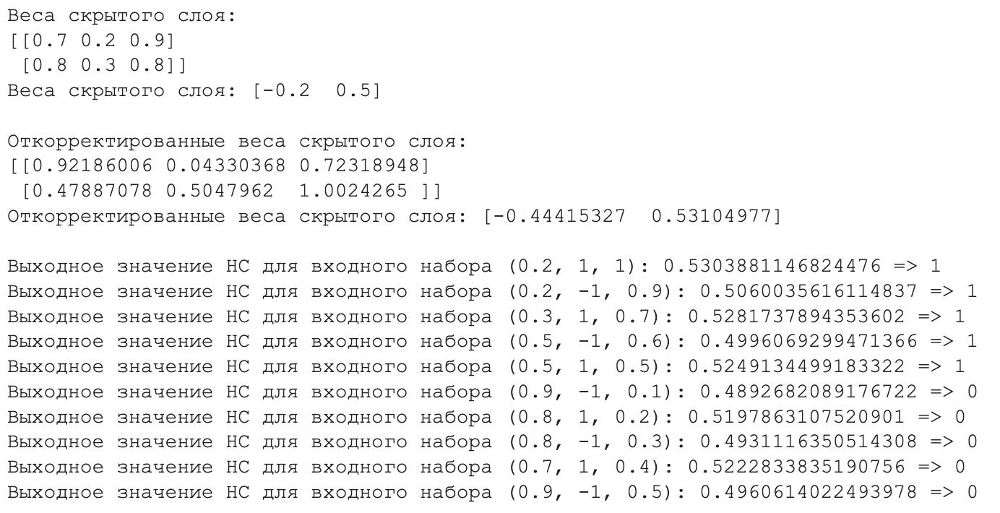 Веса скрытого слоя:
[[0.7 0.2 0.9]
[0.8 0.3 0.8]]
Веса скрытого слоя: [-0.2  0.5]
Откорректированные веса скрытого слоя:
[[0.92186006 0.04330368 0.72318948]
[0.47887078 0.5047962  1.0024265 ]]
Откорректированные веса скрытого слоя: [-0.44415327  0.53104977]
Выходное значение НС для входного набора (0.2, 1, 1): 0.5303881146824476 => 1
Выходное значение НС для входного набора (0.2, -1, 0.9): 0.5060035616114837 => 1
Выходное значение НС для входного набора (0.3, 1, 0.7): 0.5281737894353602 => 1
Выходное значение НС для входного набора (0.5, -1, 0.6): 0.4996069299471366 => 1
Выходное значение НС для входного набора (0.5, 1, 0.5): 0.5249134499183322 => 1
Выходное значение НС для входного набора (0.9, -1, 0.1): 0.4892682089176722 => 0
Выходное значение НС для входного набора (0.8, 1, 0.2): 0.5197863107520901 => 0
Выходное значение НС для входного набора (0.8, -1, 0.3): 0.4931116350514308 => 0
Выходное значение НС для входного набора (0.7, 1, 0.4): 0.5222833835190756 => 0
Выходное значение НС для входного набора (0.9, -1, 0.5): 0.4960614022493978 => 0